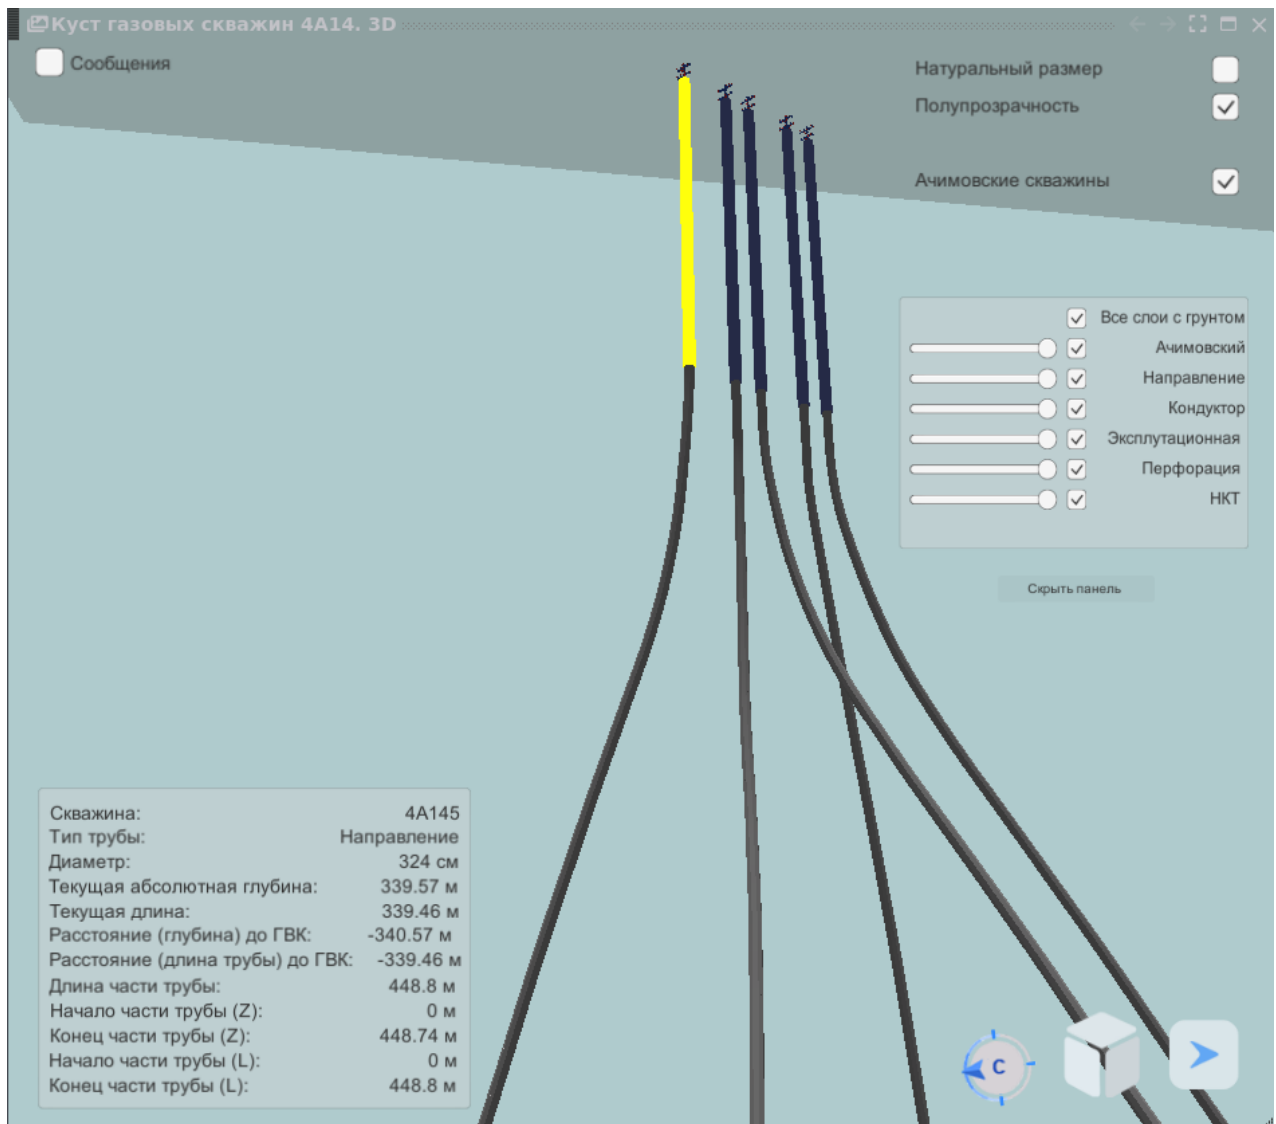 Куст газовых скважин 4А14. 3D
Сообщения
Натуральный размер
Полупрозрачность
Ачимовские скважины
Все слои с грунтом
Ачимовский
Направление
Кондуктор
Эксплутационная
Перфорация
НКТ
Скрыть панель
Скважина: 4А145
Тип трубы: Направление
Диаметр: 324 см
Текущая абсолютная глубина: 339.57 м
Текущая длина: 339.46 м
Расстояние (глубина) до ГВК: -340.57 м
Расстояние (длина трубы) до ГВК: -339.46 м
Длина части трубы: 448.8 м
Начало части трубы (Z): 0 м
Конец части трубы (Z): 448.74 м
Начало части трубы (L): 0 м
Конец части трубы (L): 448.8 м
С